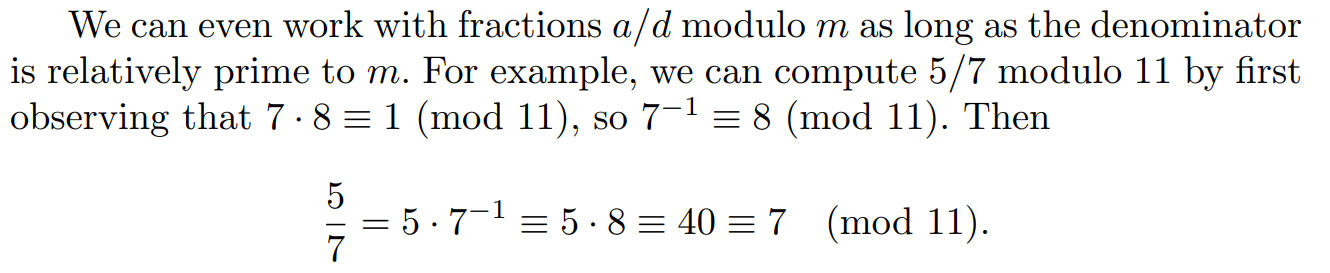 We can even work with fractions a/d modulo m as long as the denominator
is relatively prime to m. For example, we can compute 5/7 modulo 11 by first
observing that 7 · 8 ≡ 1 (mod 11), so 7⁻¹ ≡ 8 (mod 11). Then
5/7 = 5 · 7⁻¹ ≡ 5 · 8 ≡ 40 ≡ 7 (mod 11).